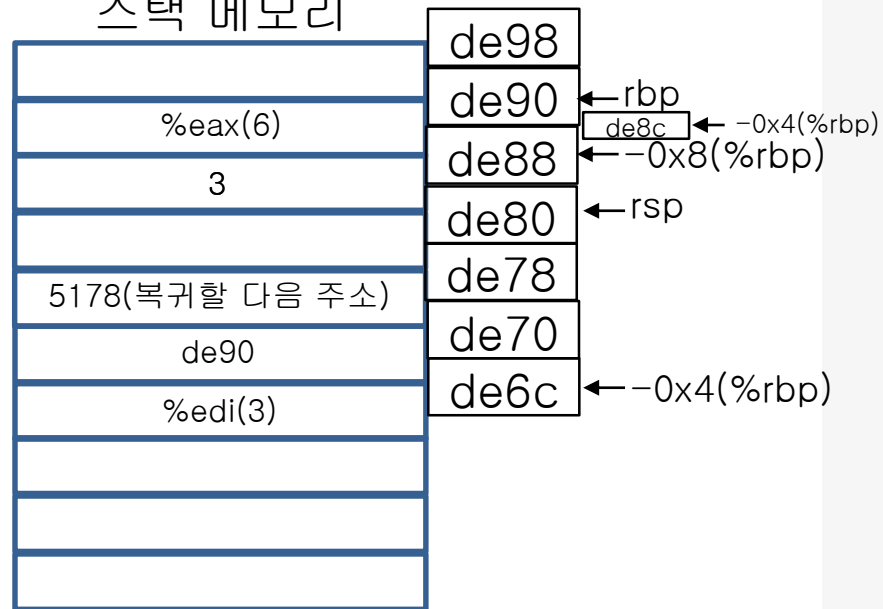 스택 메모리
de98
de90
rbp
%eax(6)
de8c
-0x4(%rbp)
de88
-0x8(%rbp)
3
de80
rsp
de78
5178(복귀할 다음 주소)
de70
de90
de6c
-0x4(%rbp)
%edi(3)